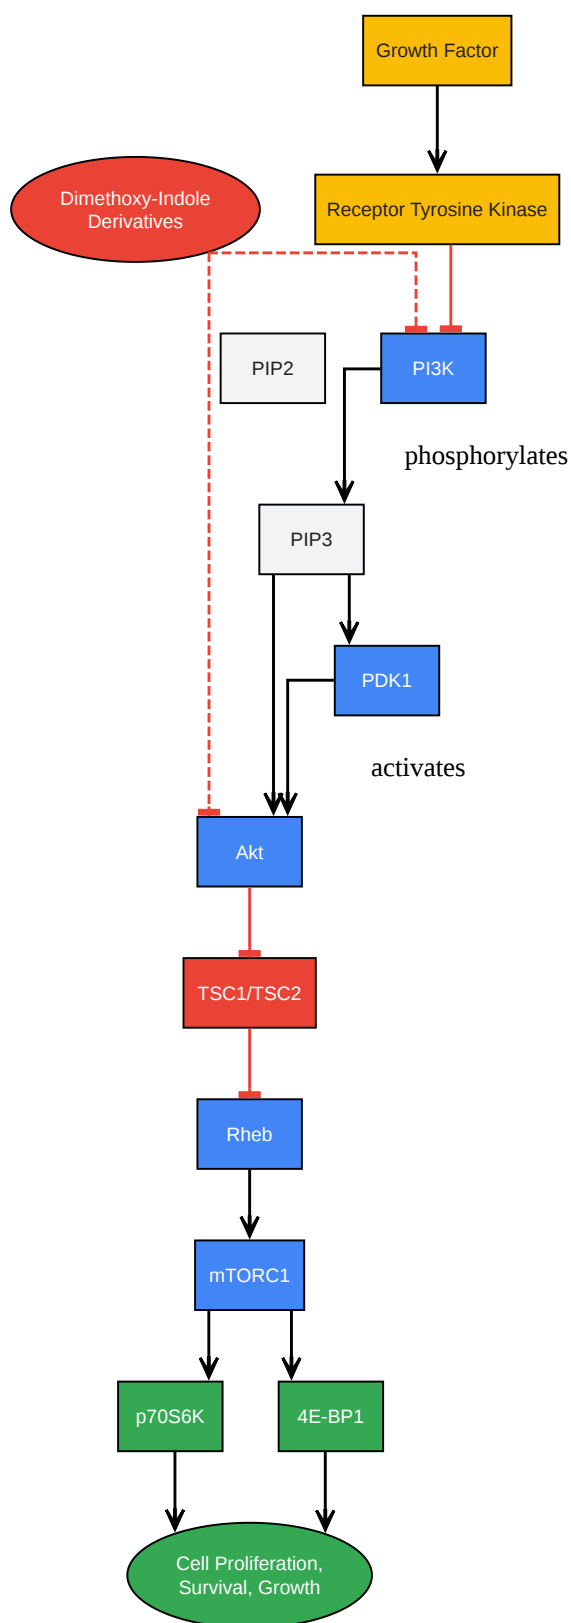 Growth Factor
Dimethoxy-Indole
Derivatives
Receptor Tyrosine Kinase
PIP2
PI3K
phosphorylates
PIP3
PDK1
activates
Akt
TSC1/TSC2
Rheb
mTORC1
p70S6K
4E-BP1
Cell Proliferation,
Survival, Growth